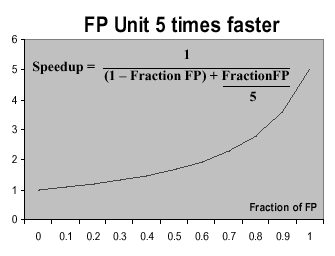 FP Unit 5 times faster
6
5
4
3
2
1
0
Speedup = 1
(1 – Fraction FP) + FractionFP
5
Fraction of FP
0 0.1 0.2 0.3 0.4 0.5 0.6 0.7 0.8 0.9 1